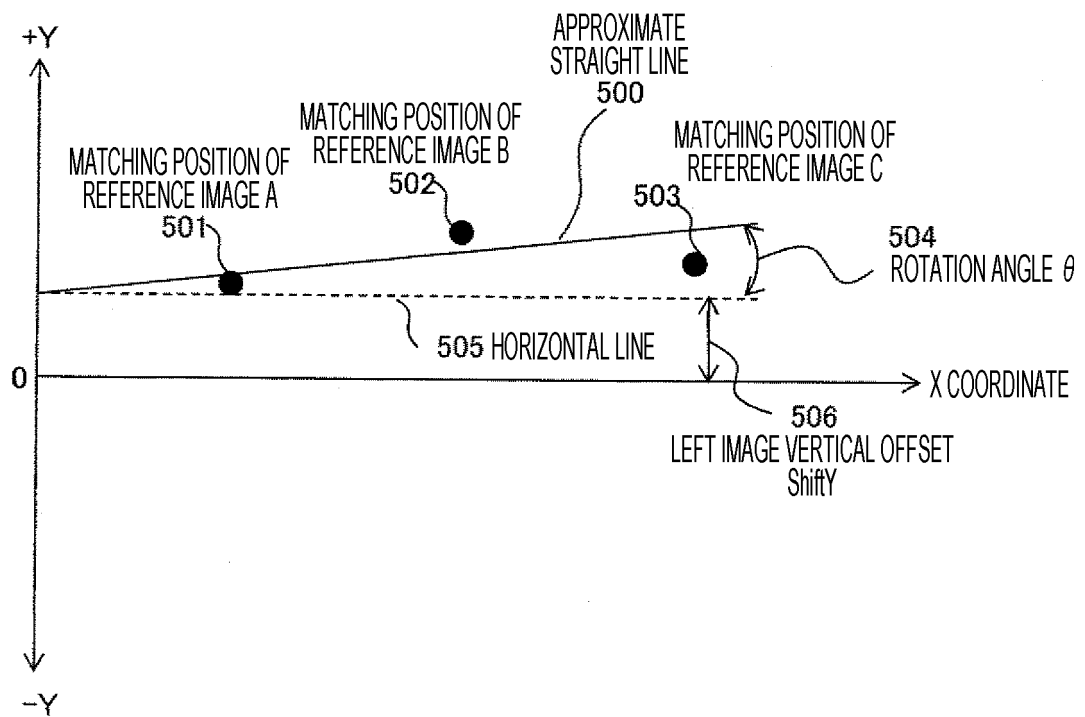 +Y
APPROXIMATE
STRAIGHT LINE
500
MATCHING POSITION OF
REFERENCE IMAGE B
502
MATCHING POSITION OF
REFERENCE IMAGE A
501
MATCHING POSITION OF
REFERENCE IMAGE C
503
504
ROTATION ANGLE θ
505 HORIZONTAL LINE
0
X COORDINATE
506
LEFT IMAGE VERTICAL OFFSET
ShiftY
−Y